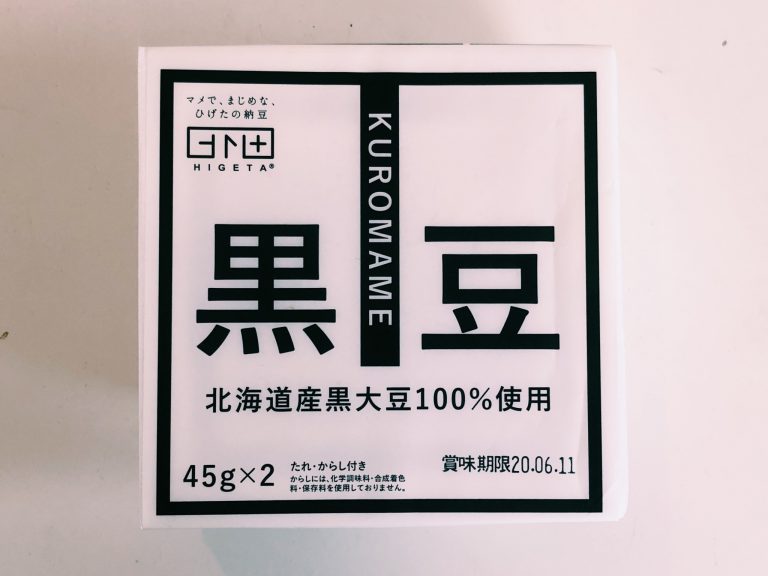 マメで、まじめな、
ひげたの納豆
HIGETA®
KUROMAME
黒豆
北海道産黒大豆100%使用
45g×2
たれ・からし付き
からしには、化学調味料・合成着色
料・保存料を使用しておりません。
賞味期限20.06.11